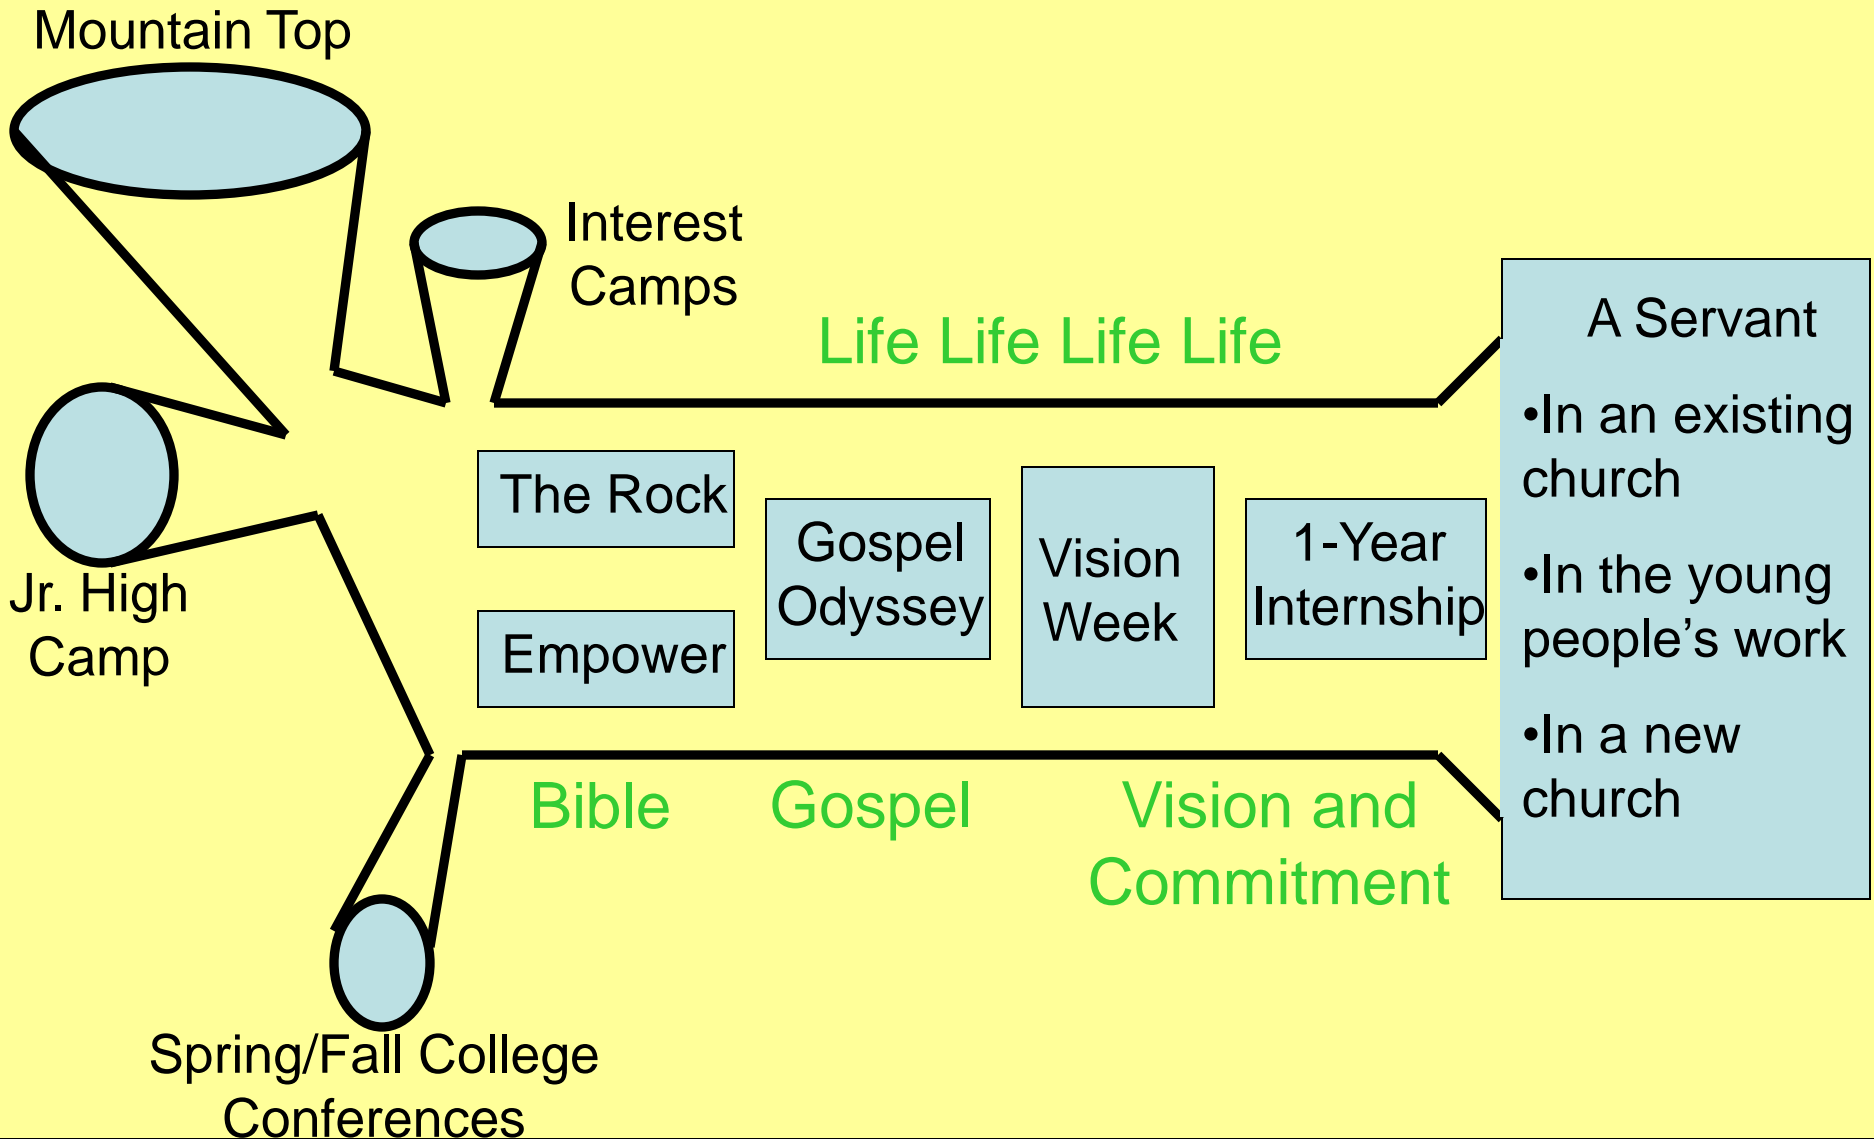 Mountain Top
Interest
Camps
Life Life Life Life
Jr. High
Camp
The Rock
Empower
Gospel
Odyssey
Vision
Week
1-Year
Internship
A Servant
•In an existing
church
•In the young
people’s work
•In a new
church
Bible
Gospel
Vision and
Commitment
Spring/Fall College
Conferences